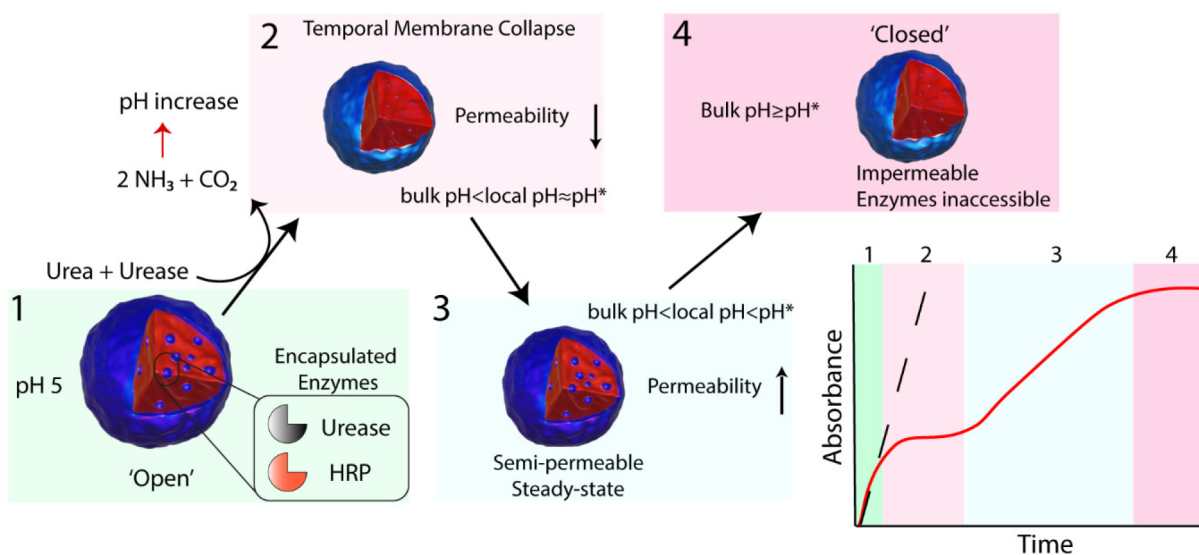 2
Temporal Membrane Collapse
Permeability
bulk pH<local pH≈pH*
4
'Closed'
Bulk pH≥pH*
Impermeable
Enzymes inaccessible
pH increase
2 NH₃ + CO₂
Urea + Urease
1
pH 5
'Open'
Encapsulated
Enzymes
Urease
HRP
3
bulk pH<local pH<pH*
Permeability
Semi-permeable
Steady-state
1 2 3 4
Absorbance
Time